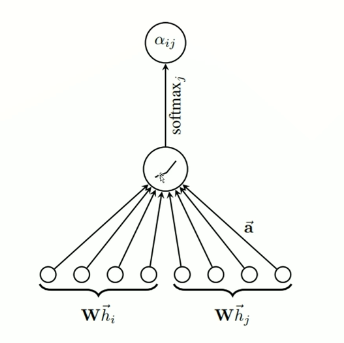 αᵢⱼ
softmaxⱼ
a⃗
Wh⃗ᵢ Wh⃗ⱼ